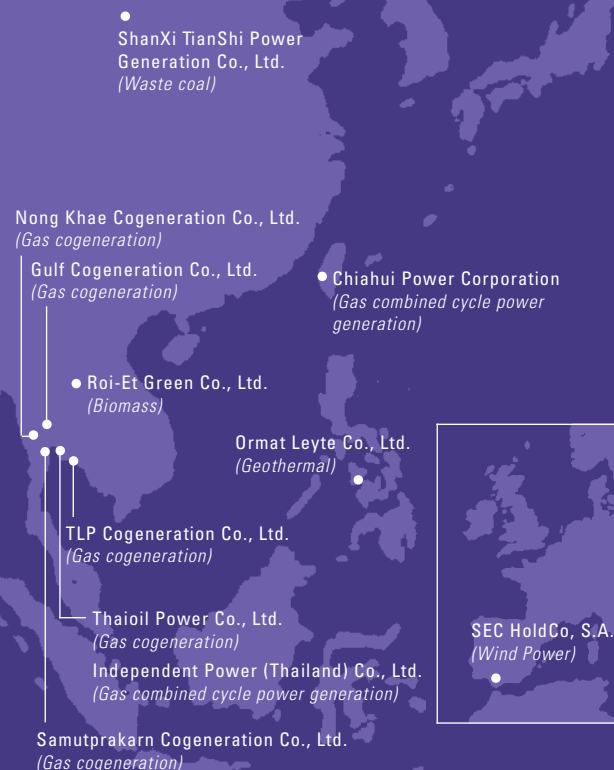 ShanXi TianShi Power
Generation Co., Ltd.
(Waste coal)
Nong Khae Cogeneration Co., Ltd.
(Gas cogeneration)
Gulf Cogeneration Co., Ltd.
(Gas cogeneration)
Chiahui Power Corporation
(Gas combined cycle power
generation)
Roi-Et Green Co., Ltd.
(Biomass)
Ormat Leyte Co., Ltd.
(Geothermal)
TLP Cogeneration Co., Ltd.
(Gas cogeneration)
Thaioil Power Co., Ltd.
(Gas cogeneration)
Independent Power (Thailand) Co., Ltd.
(Gas combined cycle power generation)
SEC HoldCo, S.A.
(Wind Power)
Samutprakarn Cogeneration Co., Ltd.
(Gas cogeneration)